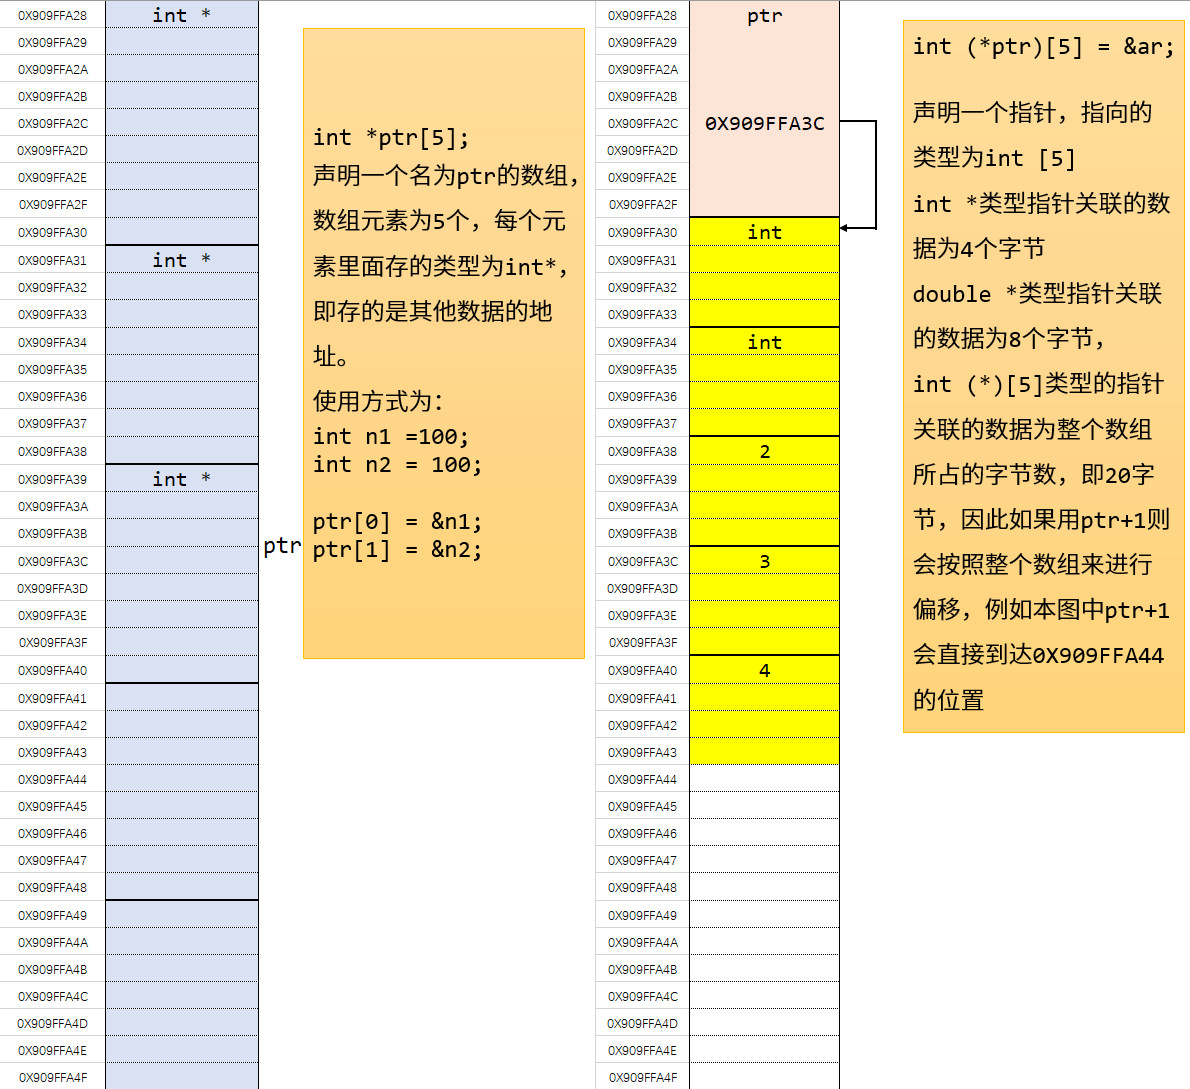 0X909FFA28
int *
0X909FFA29
0X909FFA2A
0X909FFA2B
0X909FFA2C
0X909FFA2D
0X909FFA2E
0X909FFA2F
0X909FFA30
0X909FFA31
int *
0X909FFA32
0X909FFA33
0X909FFA34
0X909FFA35
0X909FFA36
0X909FFA37
0X909FFA38
0X909FFA39
int *
0X909FFA3A
0X909FFA3B
0X909FFA3C
0X909FFA3D
0X909FFA3E
0X909FFA3F
0X909FFA40
0X909FFA41
0X909FFA42
0X909FFA43
0X909FFA44
0X909FFA45
0X909FFA46
0X909FFA47
0X909FFA48
0X909FFA49
0X909FFA4A
0X909FFA4B
0X909FFA4C
0X909FFA4D
0X909FFA4E
0X909FFA4F
ptr
int *ptr[5];
声明一个名为ptr的数组，
数组元素为5个，每个元
素里面存的类型为int*，
即存的是其他数据的地
址。
使用方式为：
int n1 =100;
int n2 = 100;
ptr[0] = &n1;
ptr[1] = &n2;
0X909FFA28
ptr
0X909FFA29
0X909FFA2A
0X909FFA2B
0X909FFA2C
0X909FFA3C
0X909FFA2D
0X909FFA2E
0X909FFA2F
0X909FFA30
int
0X909FFA31
0X909FFA32
0X909FFA33
0X909FFA34
int
0X909FFA35
0X909FFA36
0X909FFA37
0X909FFA38
2
0X909FFA39
0X909FFA3A
0X909FFA3B
0X909FFA3C
3
0X909FFA3D
0X909FFA3E
0X909FFA3F
0X909FFA40
4
0X909FFA41
0X909FFA42
0X909FFA43
0X909FFA44
0X909FFA45
0X909FFA46
0X909FFA47
0X909FFA48
0X909FFA49
0X909FFA4A
0X909FFA4B
0X909FFA4C
0X909FFA4D
0X909FFA4E
0X909FFA4F
int (*ptr)[5] = &ar;
声明一个指针，指向的
类型为int [5]
int *类型指针关联的数
据为4个字节
double *类型指针关联
的数据为8个字节，
int (*)[5]类型的指针
关联的数据为整个数组
所占的字节数，即20字
节，因此如果用ptr+1则
会按照整个数组来进行
偏移，例如本图中ptr+1
会直接到达0X909FFA44
的位置